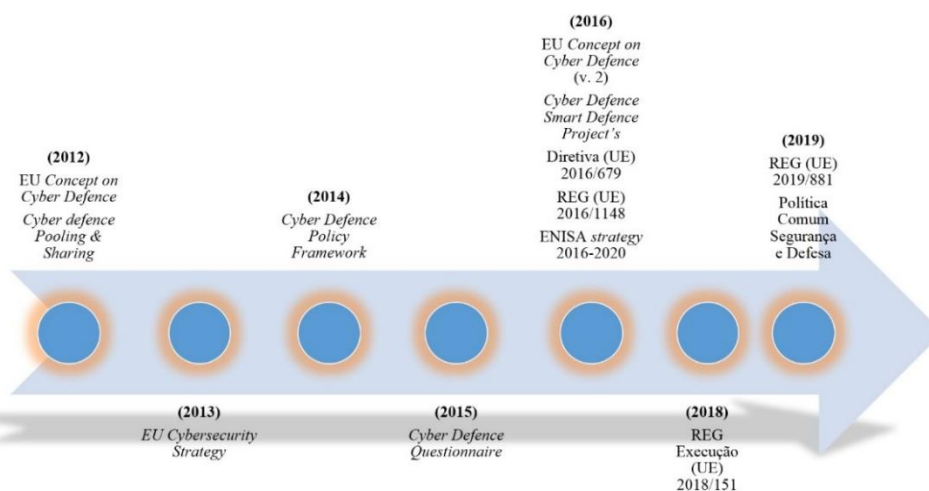 (2012)
EU Concept on
Cyber Defence
Cyber defence
Pooling &
Sharing
(2013)
EU Cybersecurity
Strategy
(2014)
Cyber Defence
Policy
Framework
(2015)
Cyber Defence
Questionnaire
(2016)
EU Concept on
Cyber Defence
(v. 2)
Cyber Defence
Smart Defence
Project's
Diretiva (UE)
2016/679
REG (UE)
2016/1148
ENISA strategy
2016-2020
(2018)
REG
Execução
(UE)
2018/151
(2019)
REG (UE)
2019/881
Política
Comum
Segurança
e Defesa